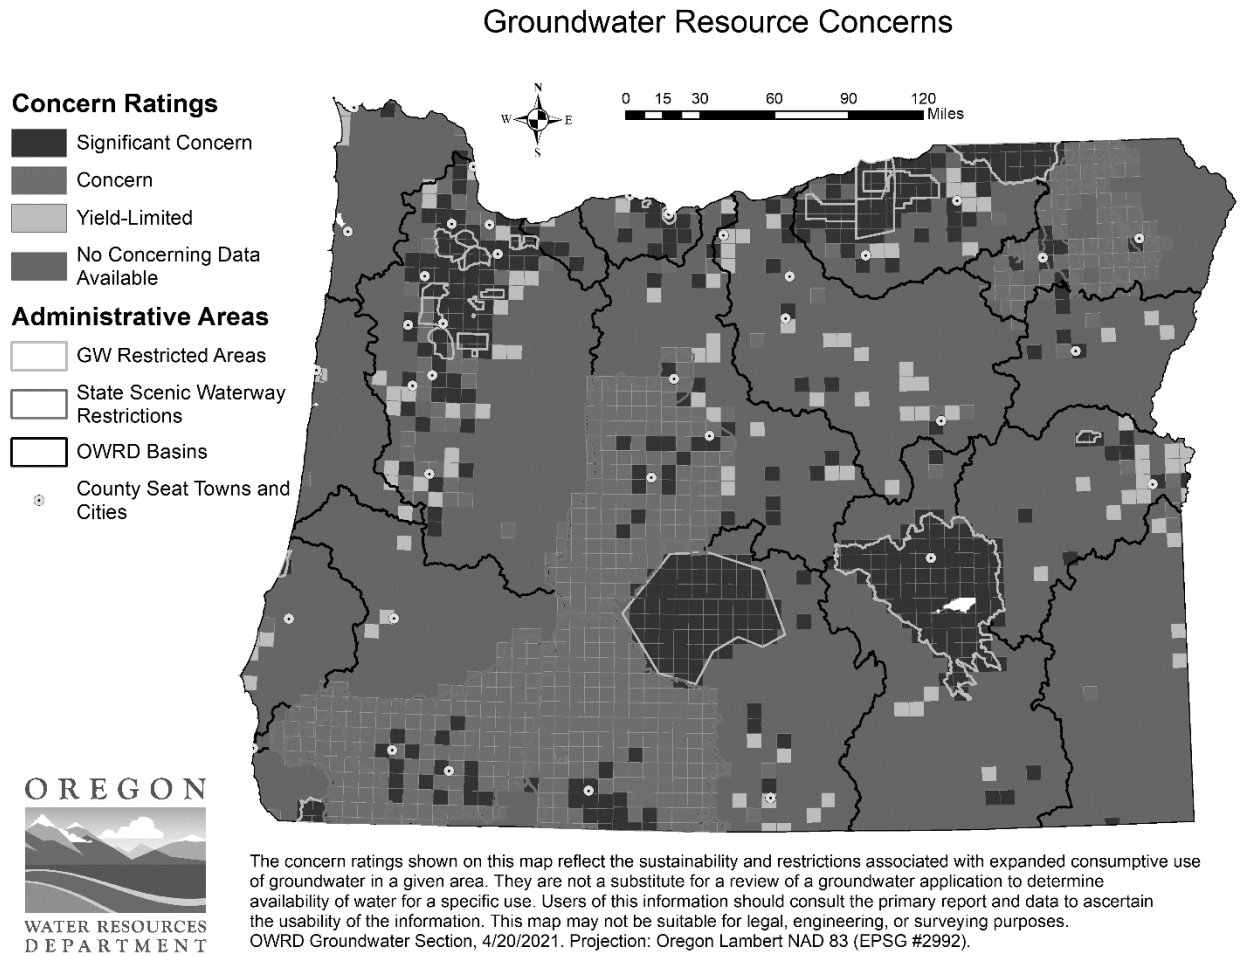 Groundwater Resource Concerns
Concern Ratings
Significant Concern
Concern
Yield-Limited
No Concerning Data
Available
Administrative Areas
GW Restricted Areas
State Scenic Waterway
Restrictions
OWRD Basins
County Seat Towns and
Cities
N
W E
S
0 15 30 60 90 120
Miles
OREGON
WATER RESOURCES
DEPARTMENT
The concern ratings shown on this map reflect the sustainability and restrictions associated with expanded consumptive use
of groundwater in a given area. They are not a substitute for a review of a groundwater application to determine
availability of water for a specific use. Users of this information should consult the primary report and data to ascertain
the usability of the information. This map may not be suitable for legal, engineering, or surveying purposes.
OWRD Groundwater Section, 4/20/2021. Projection: Oregon Lambert NAD 83 (EPSG #2992).